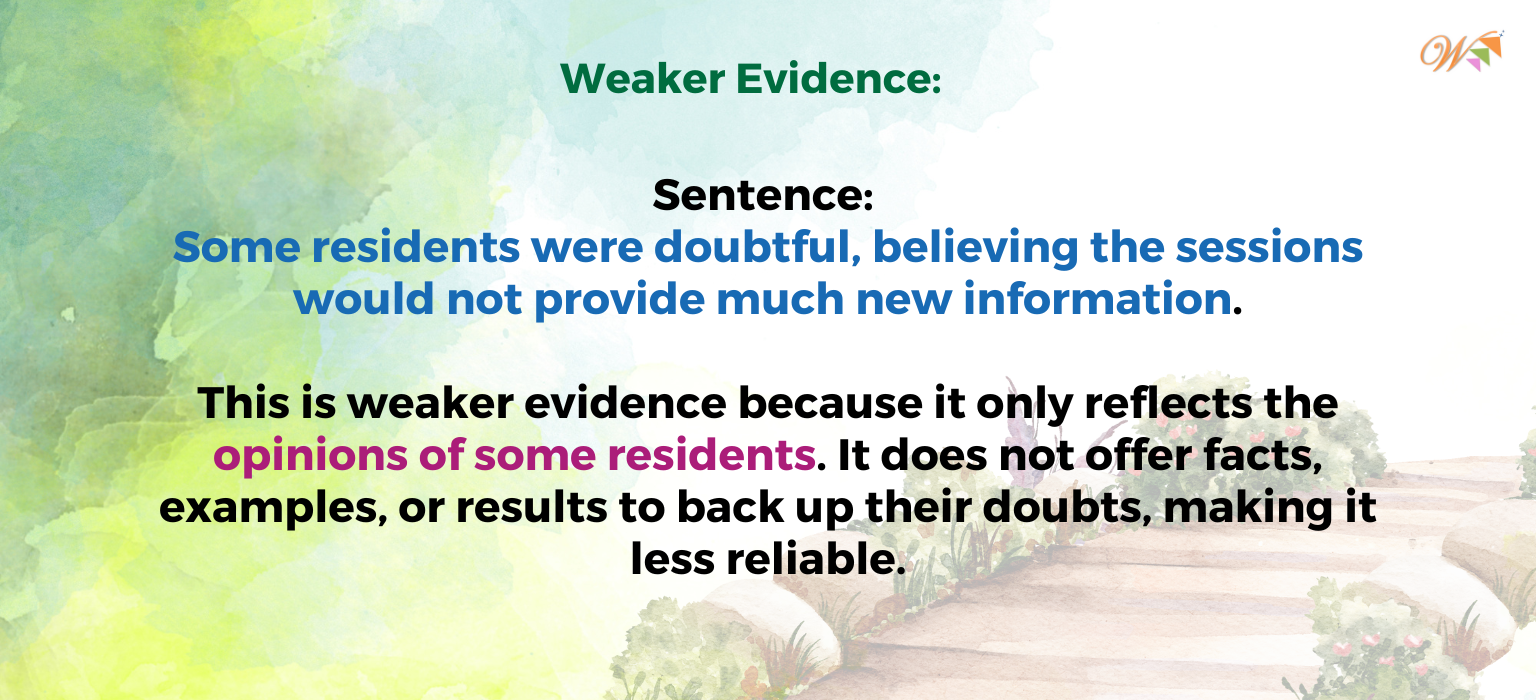 W
Weaker Evidence:
Sentence:
Some residents were doubtful, believing the sessions
would not provide much new information.
This is weaker evidence because it only reflects the
opinions of some residents. It does not offer facts,
examples, or results to back up their doubts, making it
less reliable.